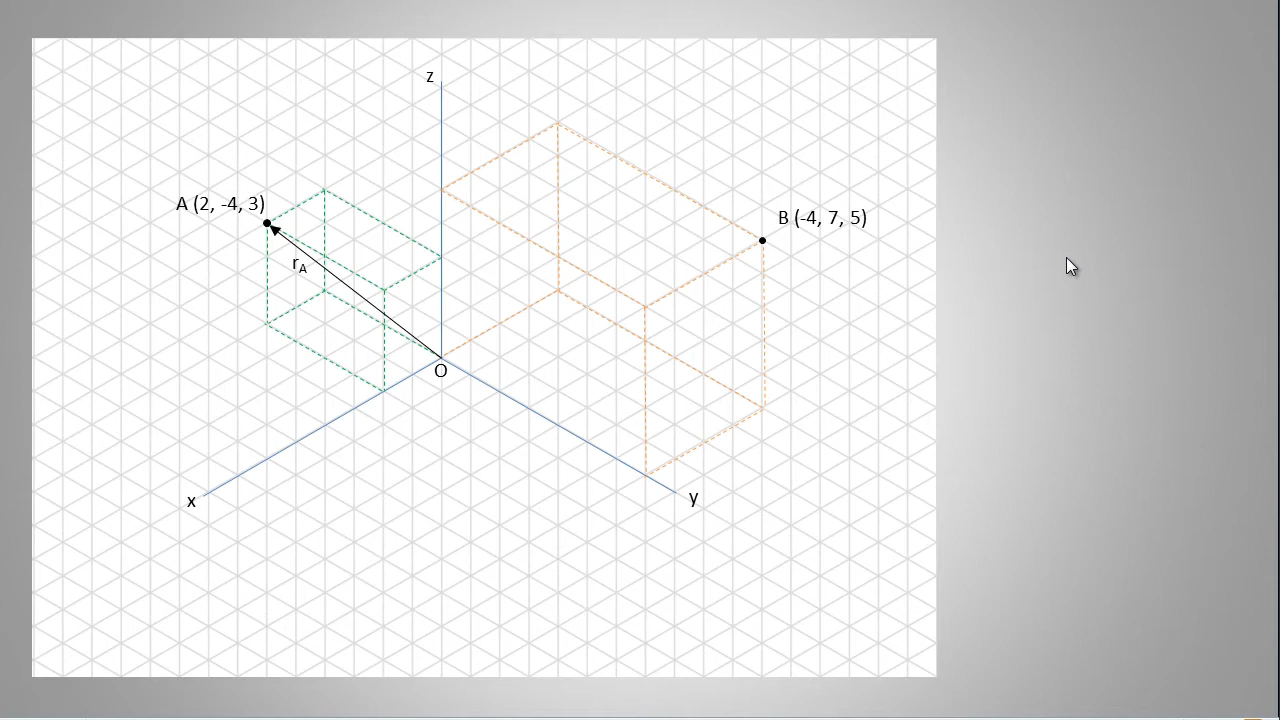 z
A (2, -4, 3)
B (-4, 7, 5)
rA
O
x
y